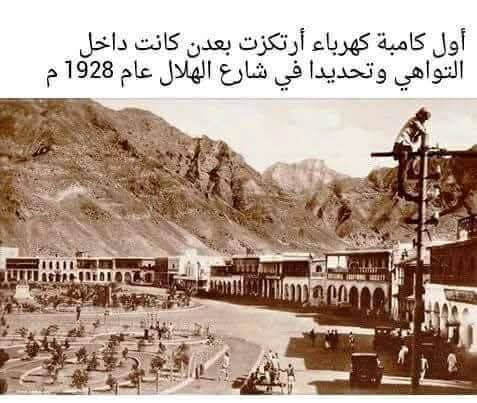 أول كامبة كهرباء أرتكزت بعدن كانت داخل
التواهي وتحديدا في شارع الهلال عام 1928 م